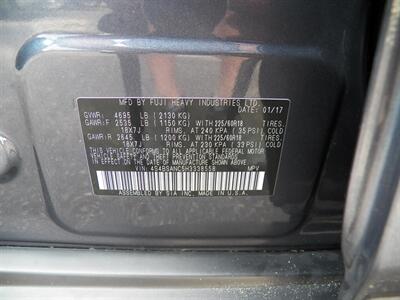 MFD BY FUJI HEAVY INDUSTRIES LTD.
DATE: 01/17
GVWR: 4695 LB (2130 KG)
GAWR:F 2535 LB (1150 KG) WITH 225/60R18 TIRES,
18X7J RIMS, AT 240 KPA (35 PSI) COLD
GAWR:R 2645 LB (1200 KG) WITH 225/60R18 TIRES,
18X7J RIMS, AT 230 KPA (33 PSI) COLD
THIS VEHICLE CONFORMS TO ALL APPLICABLE FEDERAL MOTOR
VEHICLE SAFETY, BUMPER, AND THEFT PREVENTION
STANDARDS IN EFFECT ON THE
DATE OF MANUFACTURE SHOWN ABOVE.
VIN: 4S4BSANC5H3338558 MPV
ASSEMBLED BY SIA INC. MADE IN U.S.A.